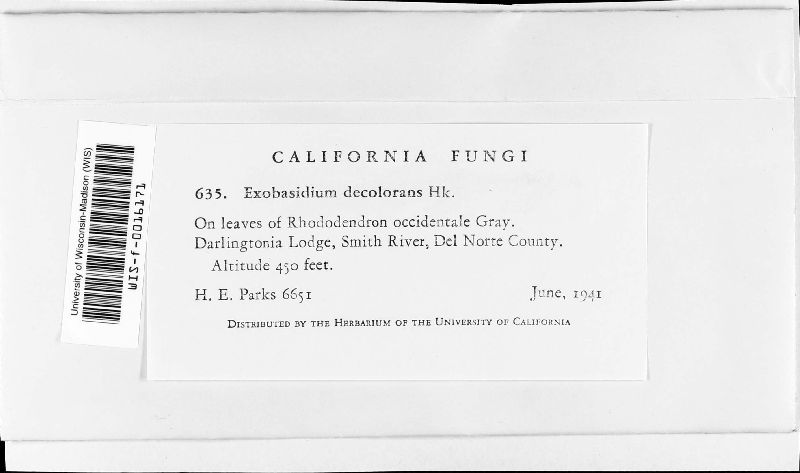 CALIFORNIA FUNGI
635. Exobasidium decolorans Hk.
On leaves of Rhododendron occidentale Gray.
Darlingtonia Lodge, Smith River, Del Norte County.
Altitude 450 feet.
H. E. Parks 6651 June, 1941
DISTRIBUTED BY THE HERBARIUM OF THE UNIVERSITY OF CALIFORNIA
University of Wisconsin-Madison (WIS)
WIS-f-0016171